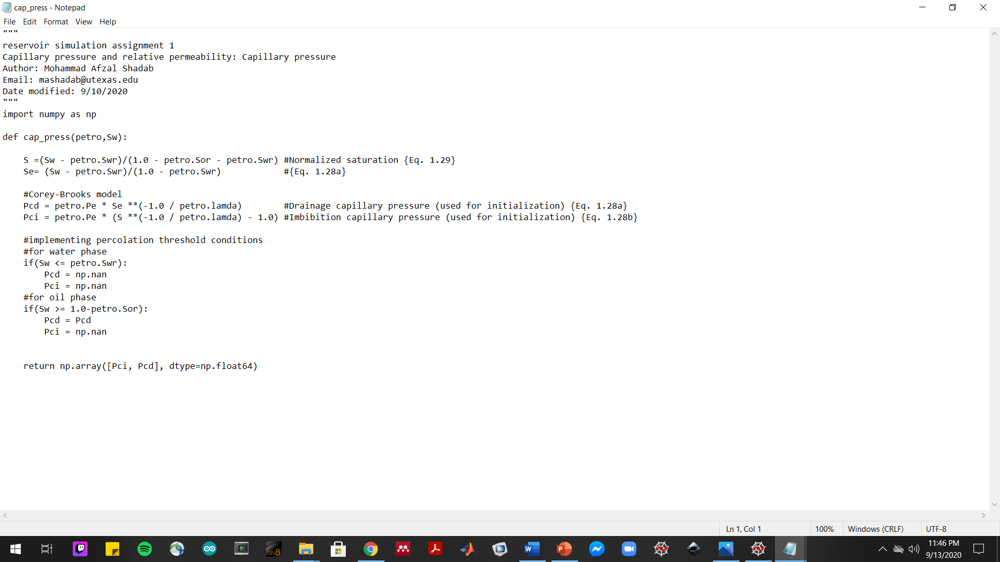 cap_press - Notepad
File Edit Format View Help
"""
reservoir simulation assignment 1
Capillary pressure and relative permeability: Capillary pressure
Author: Mohammad Afzal Shadab
Email: mashadab@utexas.edu
Date modified: 9/10/2020
"""
import numpy as np
def cap_press(petro,Sw):
    S =(Sw - petro.Swr)/(1.0 - petro.Sor - petro.Swr) #Normalized saturation {Eq. 1.29}
    Se= (Sw - petro.Swr)/(1.0 - petro.Swr)            #{Eq. 1.28a}
    #Corey-Brooks model
    Pcd = petro.Pe * Se **(-1.0 / petro.lamda)        #Drainage capillary pressure (used for initialization) {Eq. 1.28a}
    Pci = petro.Pe * (S **(-1.0 / petro.lamda) - 1.0) #Imbibition capillary pressure (used for initialization) {Eq. 1.28b}
    #implementing percolation threshold conditions
    #for water phase
    if(Sw <= petro.Swr):
        Pcd = np.nan
        Pci = np.nan
    #for oil phase
    if(Sw >= 1.0-petro.Sor):
        Pcd = Pcd
        Pci = np.nan
    return np.array([Pci, Pcd], dtype=np.float64)
Ln 1, Col 1 100% Windows (CRLF) UTF-8
SN8
11:46 PM
9/13/2020